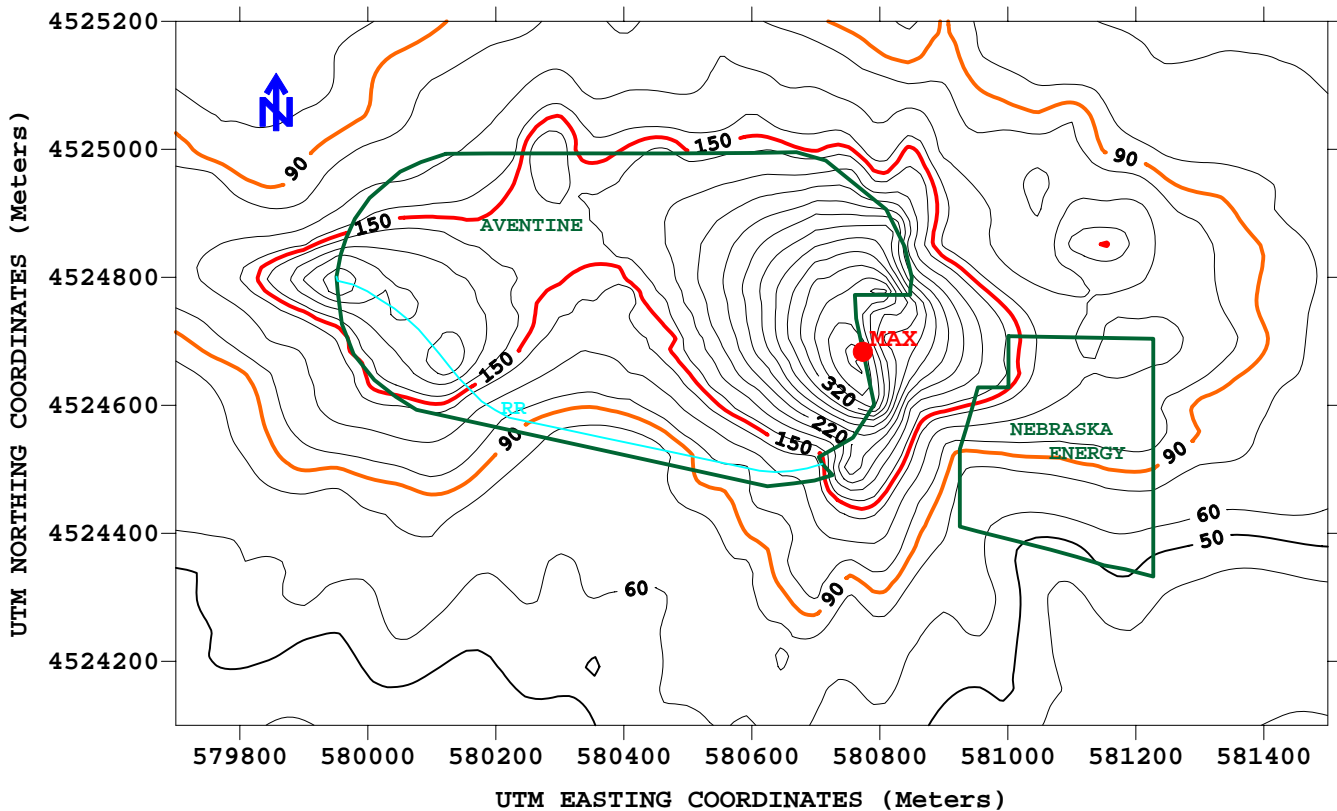 4525200
4525000
4524800
4524600
4524400
4524200
UTM NORTHING COORDINATES (Meters)
N
90
150
90
150
AVENTINE
MAX
150
320
RR
220
150
90
NEBRASKA
ENERGY
90
60
50
60
90
579800 580000 580200 580400 580600 580800 581000 581200 581400
UTM EASTING COORDINATES (Meters)